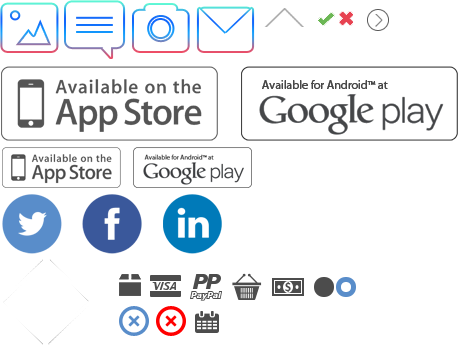 Available on the
App Store
Available for Android™ at
Google play
Available on the
App Store
Available for Android™ at
Google play
f
in
VISA
PP
PayPal
$